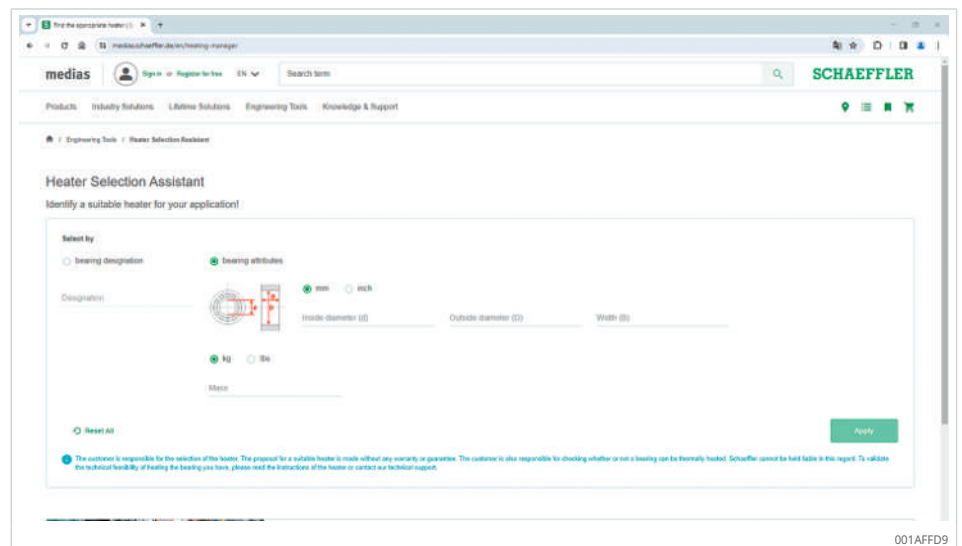 Find the appropriate heater
medias.schaeffler.de/en/heating-manager
medias Sign in or Register for free EN Search term SCHAEFFLER
Products Industry Solutions Lifetime Solutions Engineering Tools Knowledge & Support
/ Engineering Tools / Heater Selection Assistant
Heater Selection Assistant
Identify a suitable heater for your application!
Select by
bearing designation bearing attributes
mm inch
Designation
Inside diameter (d) Outside diameter (D) Width (B)
kg lbs
Mass
Reset All Apply
The customer is responsible for the selection of the heater. The proposal for a suitable heater is made without any warranty or guarantee. The customer is also responsible for checking whether or not a bearing can be thermally heated. Schaeffler cannot be held liable in this regard. To validate
the technical feasibility of heating the bearing you have, please read the instructions of the heater or contact our technical support.
001AFFD9